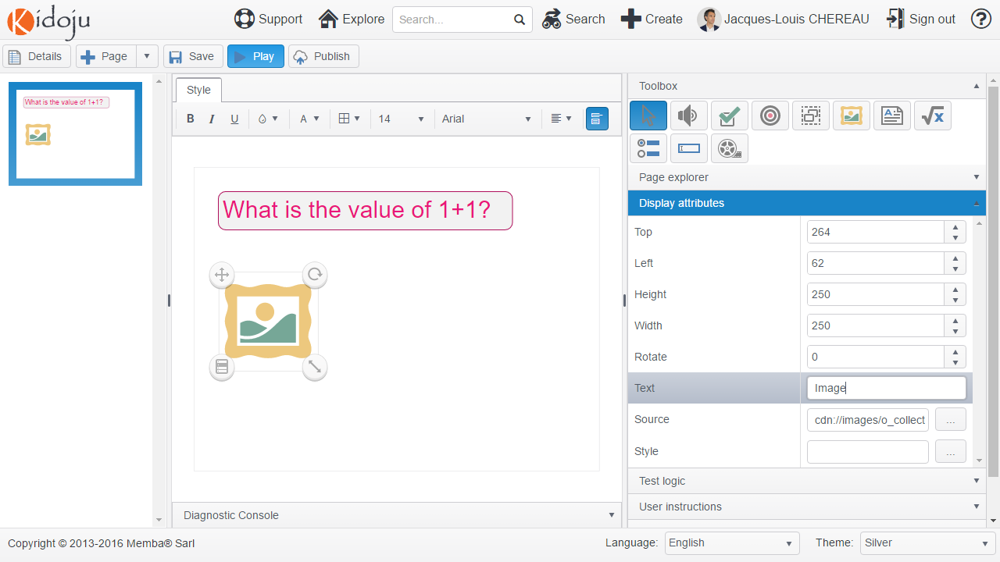 Kidoju
Support
Explore
Search...
Search
Create
Jacques-Louis CHEREAU
Sign out
Details
Page
Save
Play
Publish
What is the value of 1+1?
Style
B I U
A
14
Arial
What is the value of 1+1?
Diagnostic Console
Toolbox
Page explorer
Display attributes
Top 264
Left 62
Height 250
Width 250
Rotate 0
Text Image
Source cdn://images/o_collect ...
Style ...
Test logic
User instructions
Copyright © 2013-2016 Memba® Sarl
Language: English
Theme: Silver